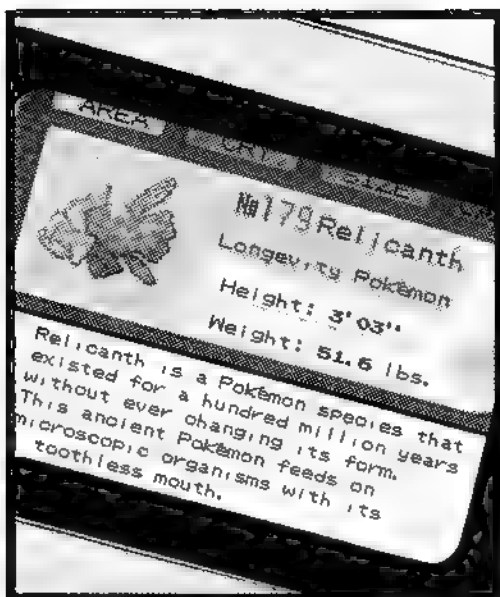 AREA CRY SIZE
№179 Relicanth
Longevity Pokémon
Height: 3'03"
Weight: 51.6 lbs.
Relicanth is a Pokémon species that
existed for a hundred million years
without ever changing its form.
This ancient Pokémon feeds on
microscopic organisms with its
toothless mouth.